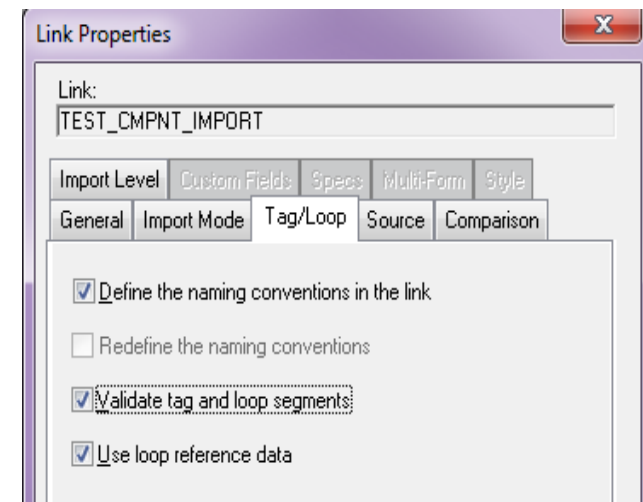 Link Properties
X
Link:
TEST_CMPNT_IMPORT
Import Level Custom Fields Specs Multi-Form Style
General Import Mode Tag/Loop Source Comparison
Define the naming conventions in the link
Redefine the naming conventions
Validate tag and loop segments
Use loop reference data